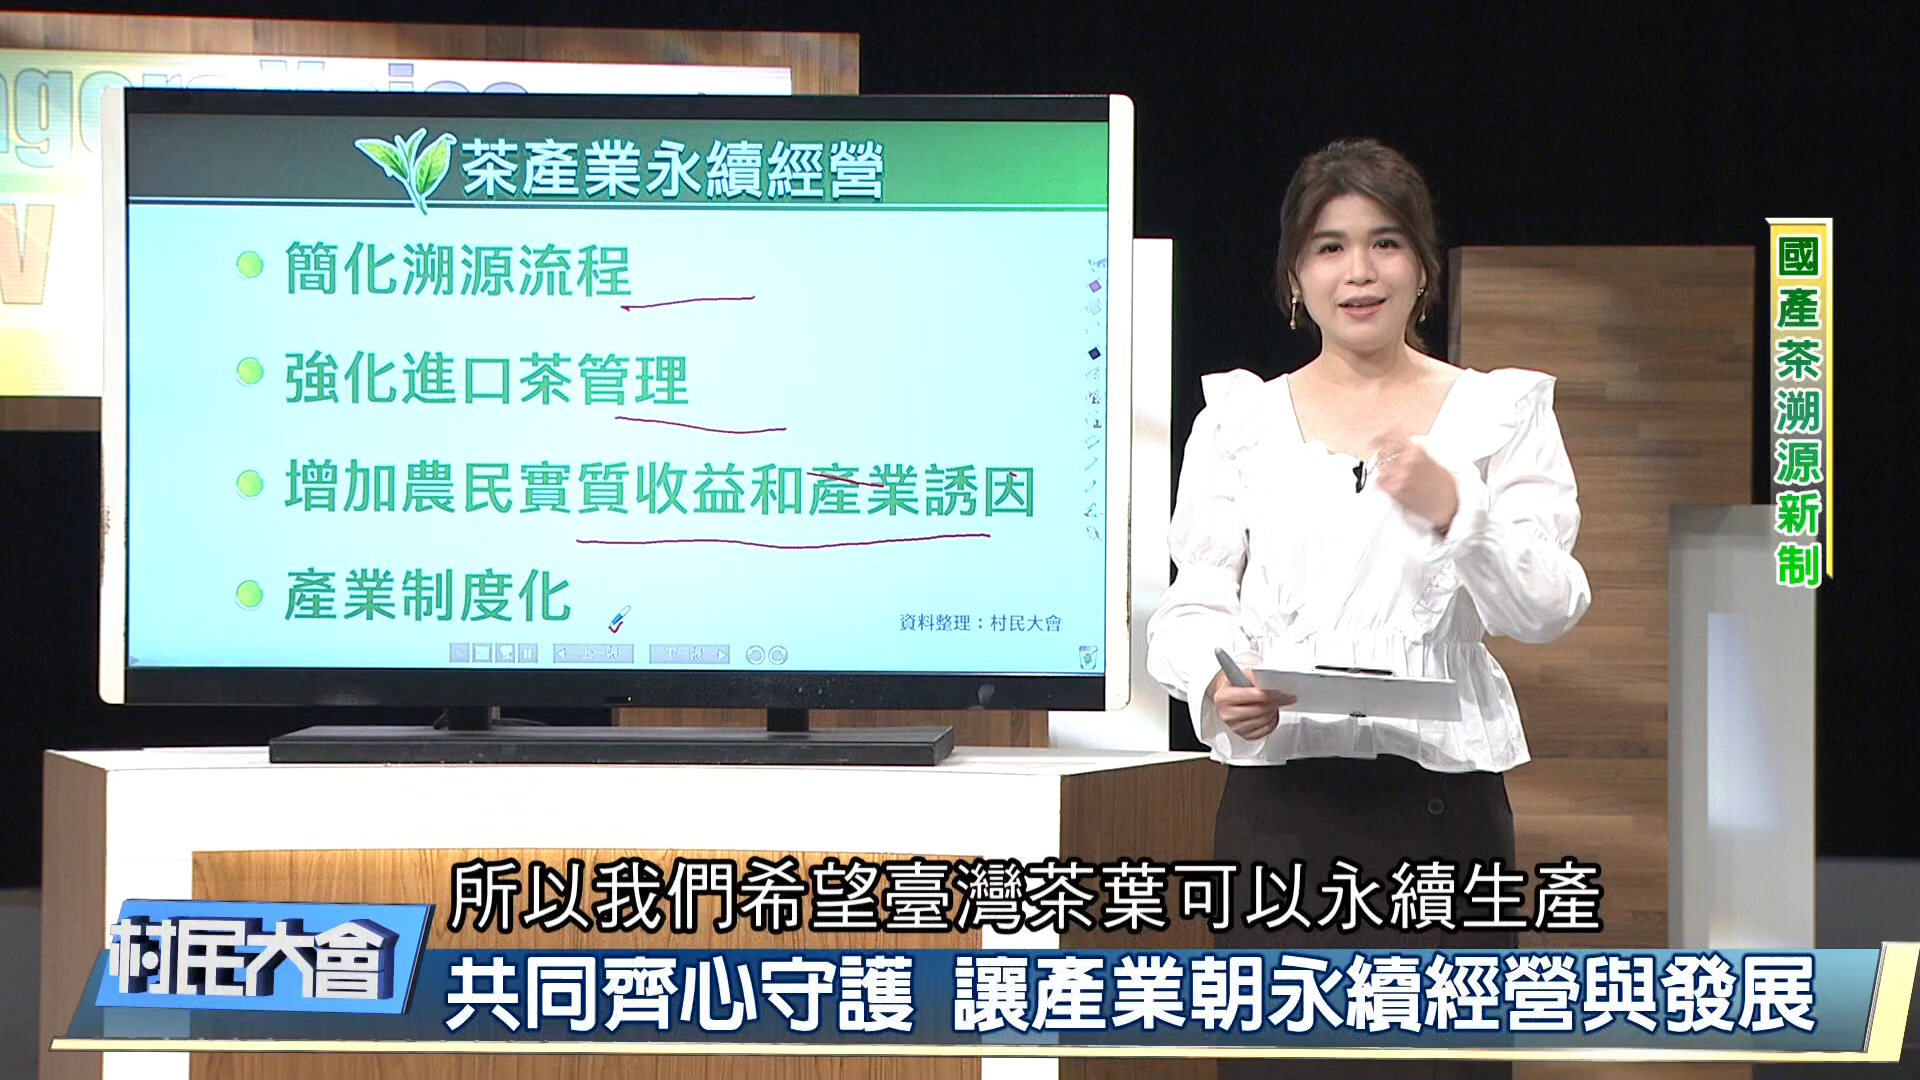 茶產業永續經營
簡化溯源流程
強化進口茶管理
增加農民實質收益和產業誘因
產業制度化
資料整理：村民大會
國產茶溯源新制
所以我們希望臺灣茶葉可以永續生產
村民大會
共同齊心守護 讓產業朝永續經營與發展